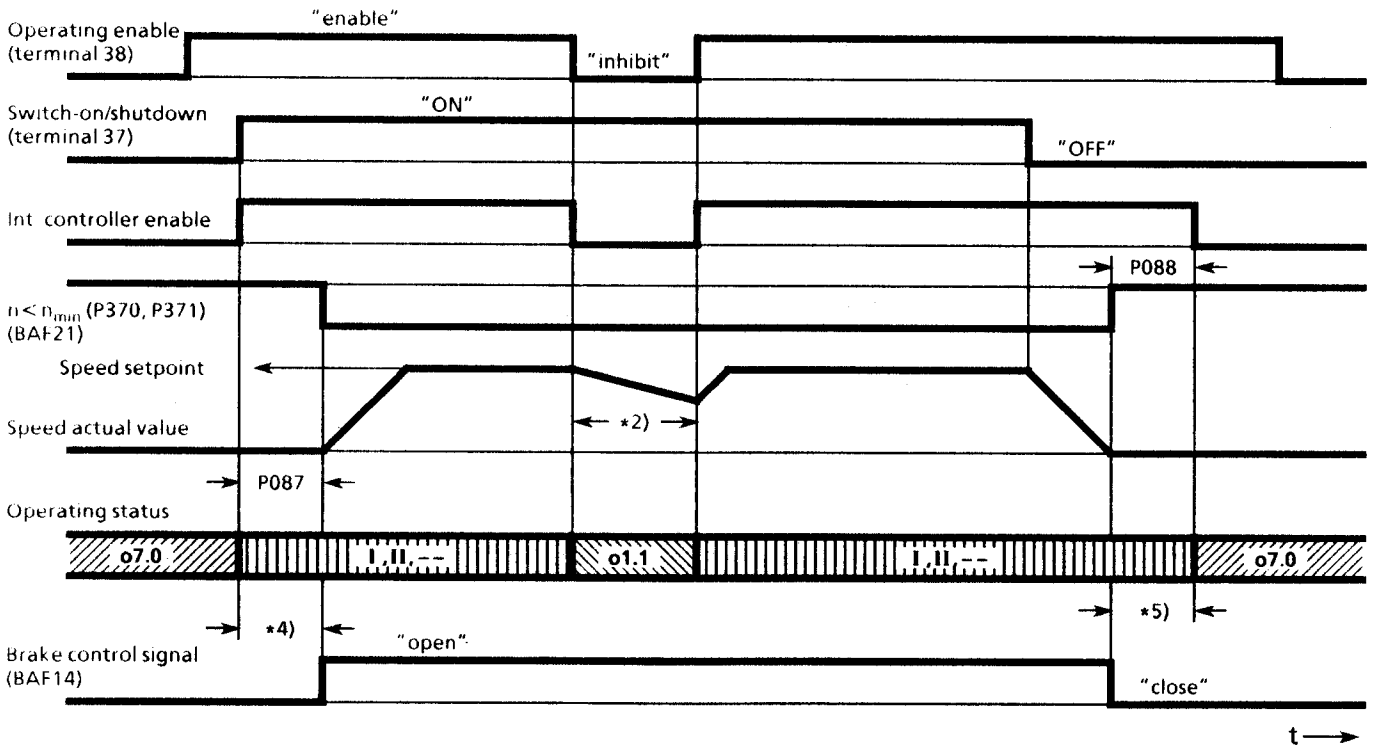 "enable"
Operating enable
(terminal 38)
"inhibit"
"ON"
Switch-on/shutdown
(terminal 37)
"OFF"
Int controller enable
P088
n < nmin (P370, P371)
(BAF21)
Speed setpoint
*2)
Speed actual value
P087
Operating status
o7.0
I, II, --
o1.1
I, II, --
o7.0
*4)
*5)
"open"
Brake control signal
(BAF14)
"close"
t